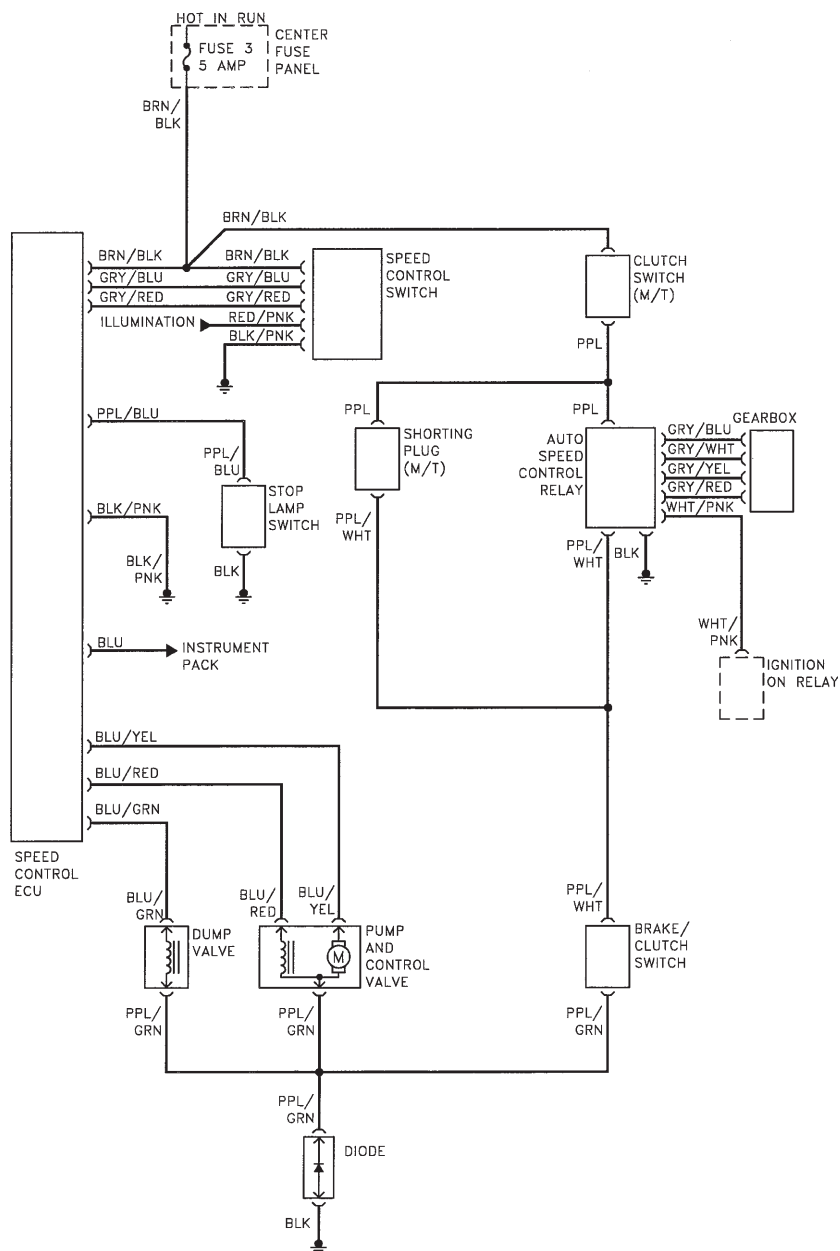 HOT IN RUN
FUSE 3
5 AMP
CENTER
FUSE
PANEL
BRN/
BLK
BRN/BLK
BRN/BLK
BRN/BLK
GRY/BLU
GRY/BLU
GRY/RED
GRY/RED
ILLUMINATION
RED/PNK
BLK/PNK
SPEED
CONTROL
SWITCH
CLUTCH
SWITCH
(M/T)
PPL
PPL/BLU
PPL/
BLU
STOP
LAMP
SWITCH
BLK
BLK/PNK
BLK/
PNK
PPL
SHORTING
PLUG
(M/T)
PPL/
WHT
PPL
AUTO
SPEED
CONTROL
RELAY
GEARBOX
GRY/BLU
GRY/WHT
GRY/YEL
GRY/RED
WHT/PNK
PPL/
WHT
BLK
WHT/
PNK
IGNITION
ON RELAY
BLU
INSTRUMENT
PACK
BLU/YEL
BLU/RED
BLU/GRN
SPEED
CONTROL
ECU
BLU/
GRN
DUMP
VALVE
BLU/
RED
BLU/
YEL
M
PUMP
AND
CONTROL
VALVE
PPL/
WHT
BRAKE/
CLUTCH
SWITCH
PPL/
GRN
PPL/
GRN
PPL/
GRN
PPL/
GRN
DIODE
BLK